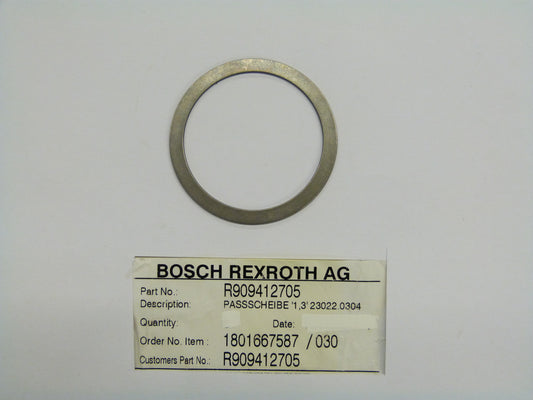 BOSCH REXROTH AG
Part No.: R909412705
Description: PASSSCHEIBE '1,3' 23022.0304
Quantity: Date:
Order No. Item : 1801667587 / 030
Customers Part No.: R909412705